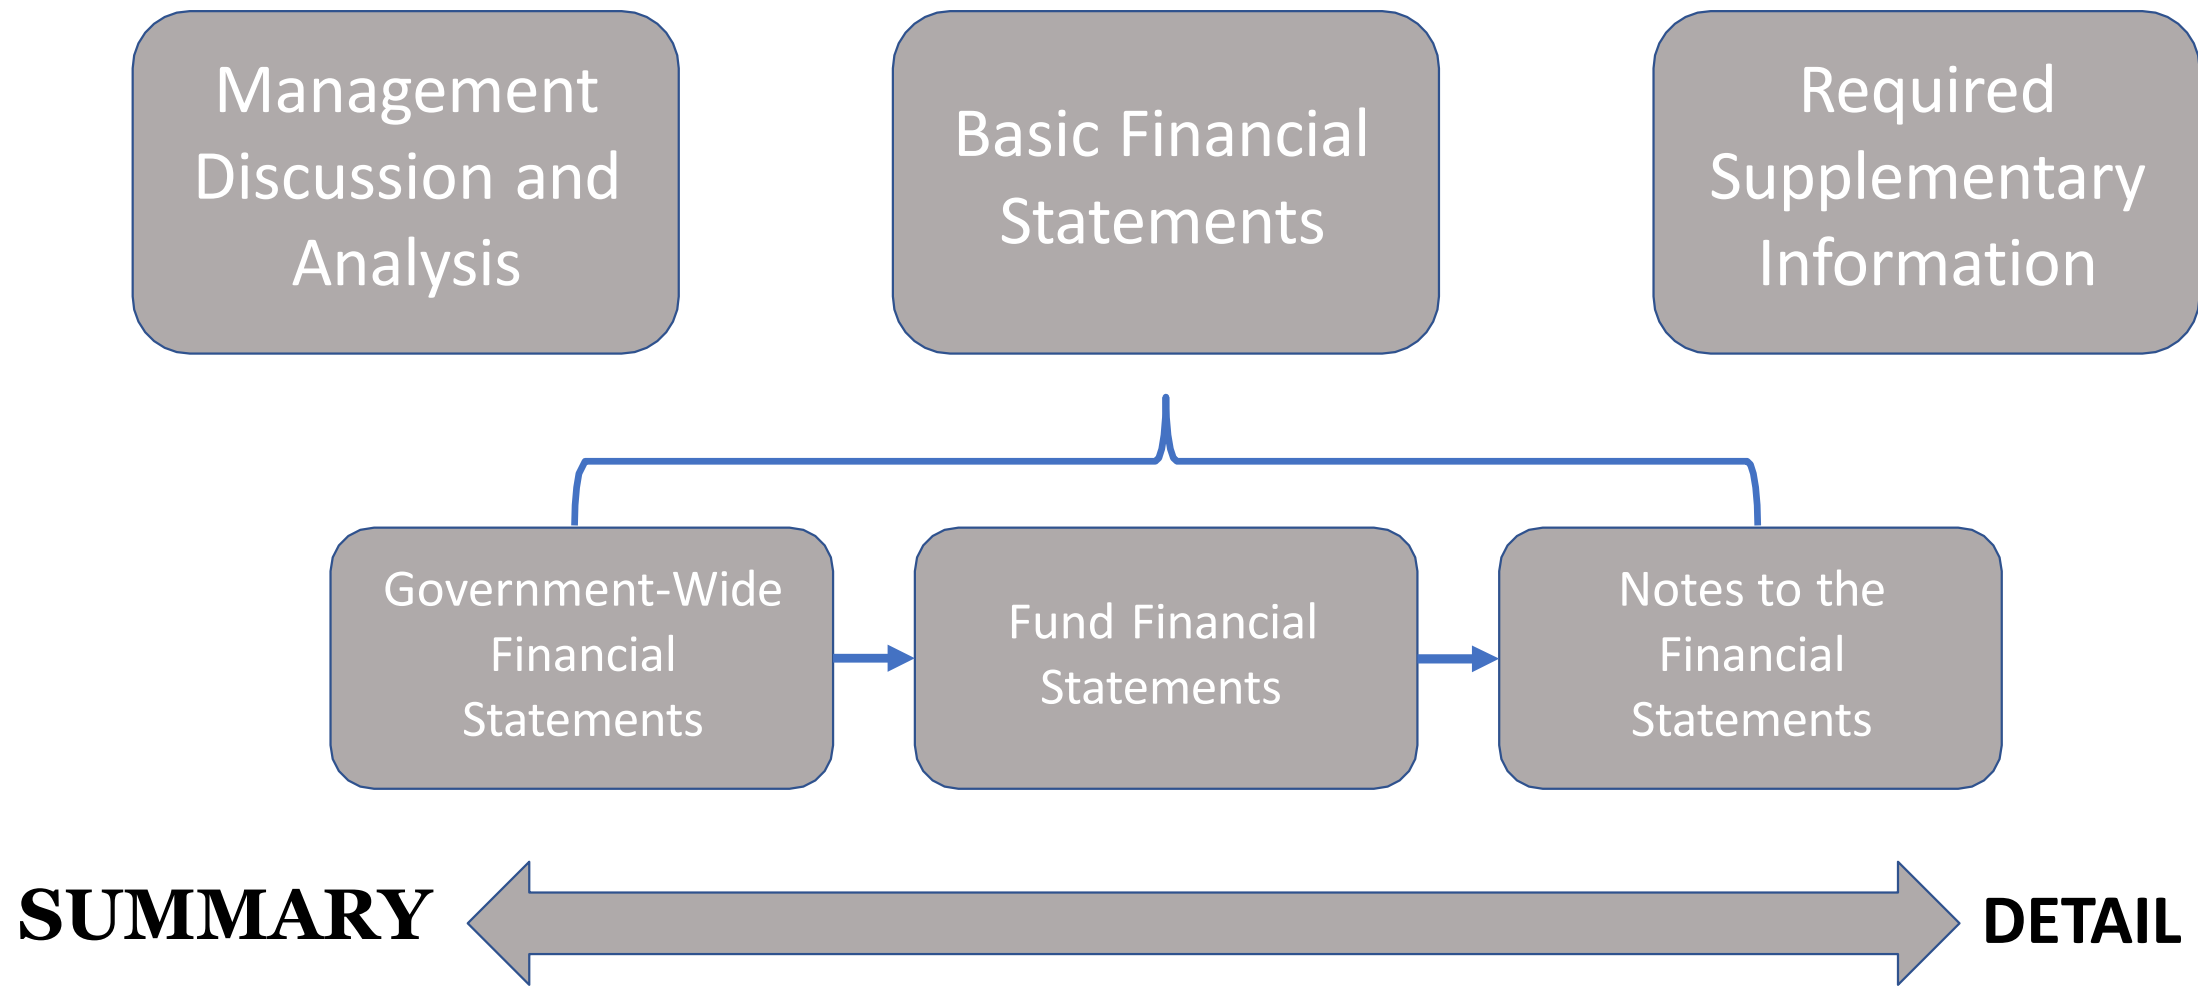 Management
Discussion and
Analysis
Basic Financial
Statements
Required
Supplementary
Information
Government-Wide
Financial
Statements
Fund Financial
Statements
Notes to the
Financial
Statements
SUMMARY
DETAIL